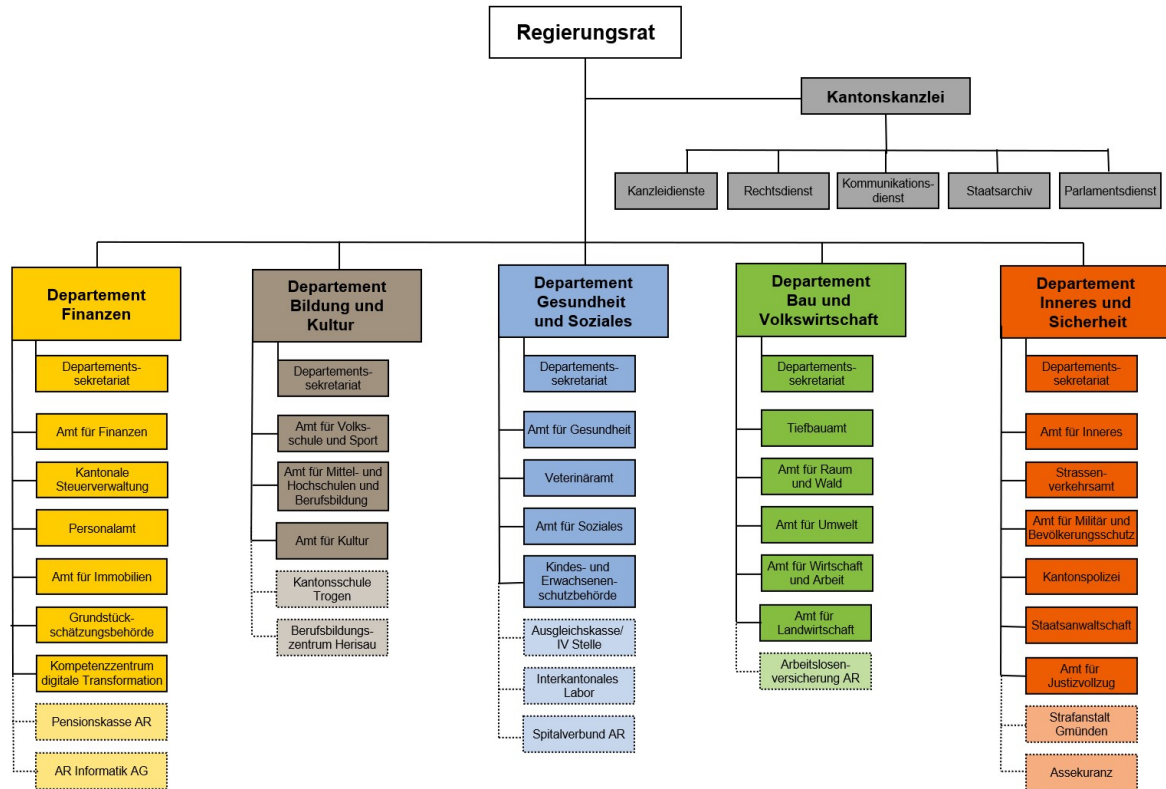 Regierungsrat
Kantonskanzlei
Kanzleidienste
Rechtsdienst
Kommunikations-
dienst
Staatsarchiv
Parlamentsdienst
Departement
Finanzen
Departements-
sekretariat
Amt für Finanzen
Kantonale
Steuerverwaltung
Personalamt
Amt für Immobilien
Grundstück-
schätzungsbehörde
Kompetenzzentrum
digitale Transformation
Pensionskasse AR
AR Informatik AG
Departement
Bildung und
Kultur
Departements-
sekretariat
Amt für Volks-
schule und Sport
Amt für Mittel- und
Hochschulen und
Berufsbildung
Amt für Kultur
Kantonsschule
Trogen
Berufsbildungs-
zentrum Herisau
Departement
Gesundheit
und Soziales
Departements-
sekretariat
Amt für Gesundheit
Veterinäramt
Amt für Soziales
Kindes- und
Erwachsenen-
schutzbehörde
Ausgleichskasse/
IV Stelle
Interkantonales
Labor
Spitalverbund AR
Departement
Bau und
Volkswirtschaft
Departements-
sekretariat
Tiefbauamt
Amt für Raum
und Wald
Amt für Umwelt
Amt für Wirtschaft
und Arbeit
Amt für
Landwirtschaft
Arbeitslosen-
versicherung AR
Departement
Inneres und
Sicherheit
Departements-
sekretariat
Amt für Inneres
Strassen-
verkehrsamt
Amt für Militär und
Bevölkerungsschutz
Kantonspolizei
Staatsanwaltschaft
Amt für
Justizvollzug
Strafanstalt
Gmünden
Assekuranz